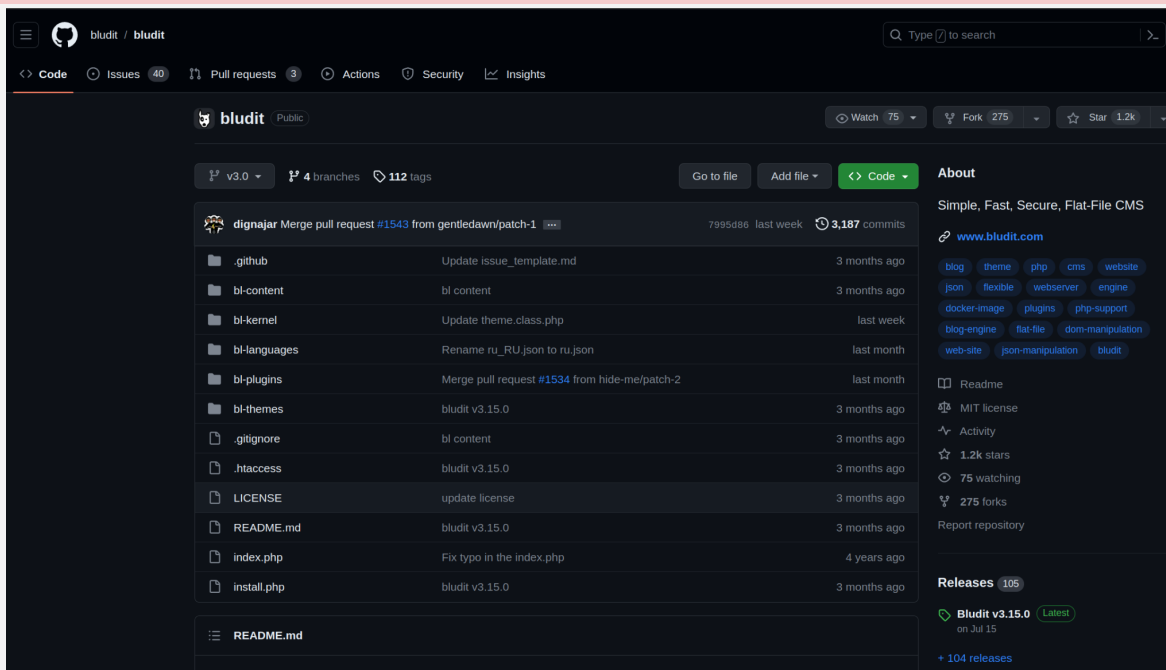 bludit / bludit
Type / to search
Code
Issues 40
Pull requests 3
Actions
Security
Insights
bludit Public
Watch 75
Fork 275
Star 1.2k
v3.0
4 branches
112 tags
Go to file
Add file
Code
dignajar Merge pull request #1543 from gentledawn/patch-1 ... 7995d86 last week 3,187 commits
.github Update issue_template.md 3 months ago
bl-content bl content 3 months ago
bl-kernel Update theme.class.php last week
bl-languages Rename ru_RU.json to ru.json last month
bl-plugins Merge pull request #1534 from hide-me/patch-2 last month
bl-themes bludit v3.15.0 3 months ago
.gitignore bl content 3 months ago
.htaccess bludit v3.15.0 3 months ago
LICENSE update license 3 months ago
README.md bludit v3.15.0 3 months ago
index.php Fix typo in the index.php 4 years ago
install.php bludit v3.15.0 3 months ago
README.md
About
Simple, Fast, Secure, Flat-File CMS
www.bludit.com
blog theme php cms website
json flexible webserver engine
docker-image plugins php-support
blog-engine flat-file dom-manipulation
web-site json-manipulation bludit
Readme
MIT license
Activity
1.2k stars
75 watching
275 forks
Report repository
Releases 105
Bludit v3.15.0 Latest
on Jul 15
+ 104 releases